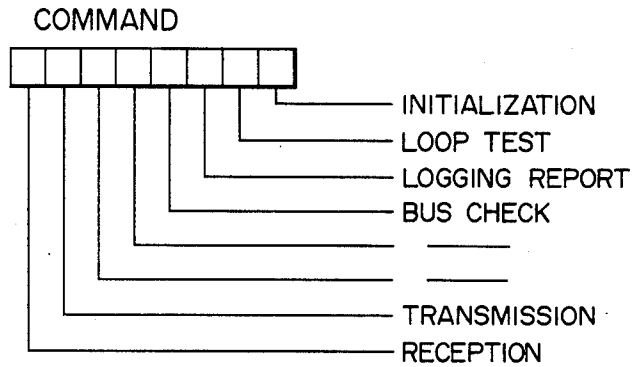 COMMAND
INITIALIZATION
LOOP TEST
LOGGING REPORT
BUS CHECK
TRANSMISSION
RECEPTION